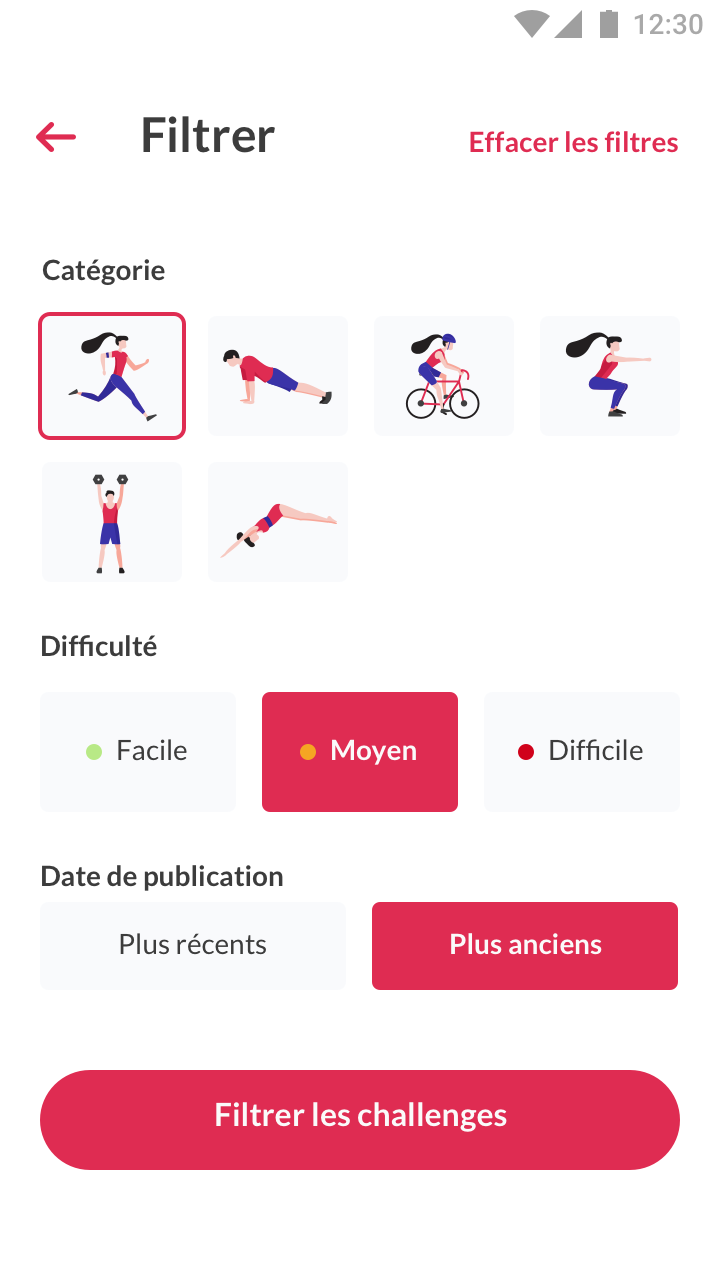 12:30
Filtrer
Effacer les filtres
Catégorie
Difficulté
Facile
Moyen
Difficile
Date de publication
Plus récents
Plus anciens
Filtrer les challenges